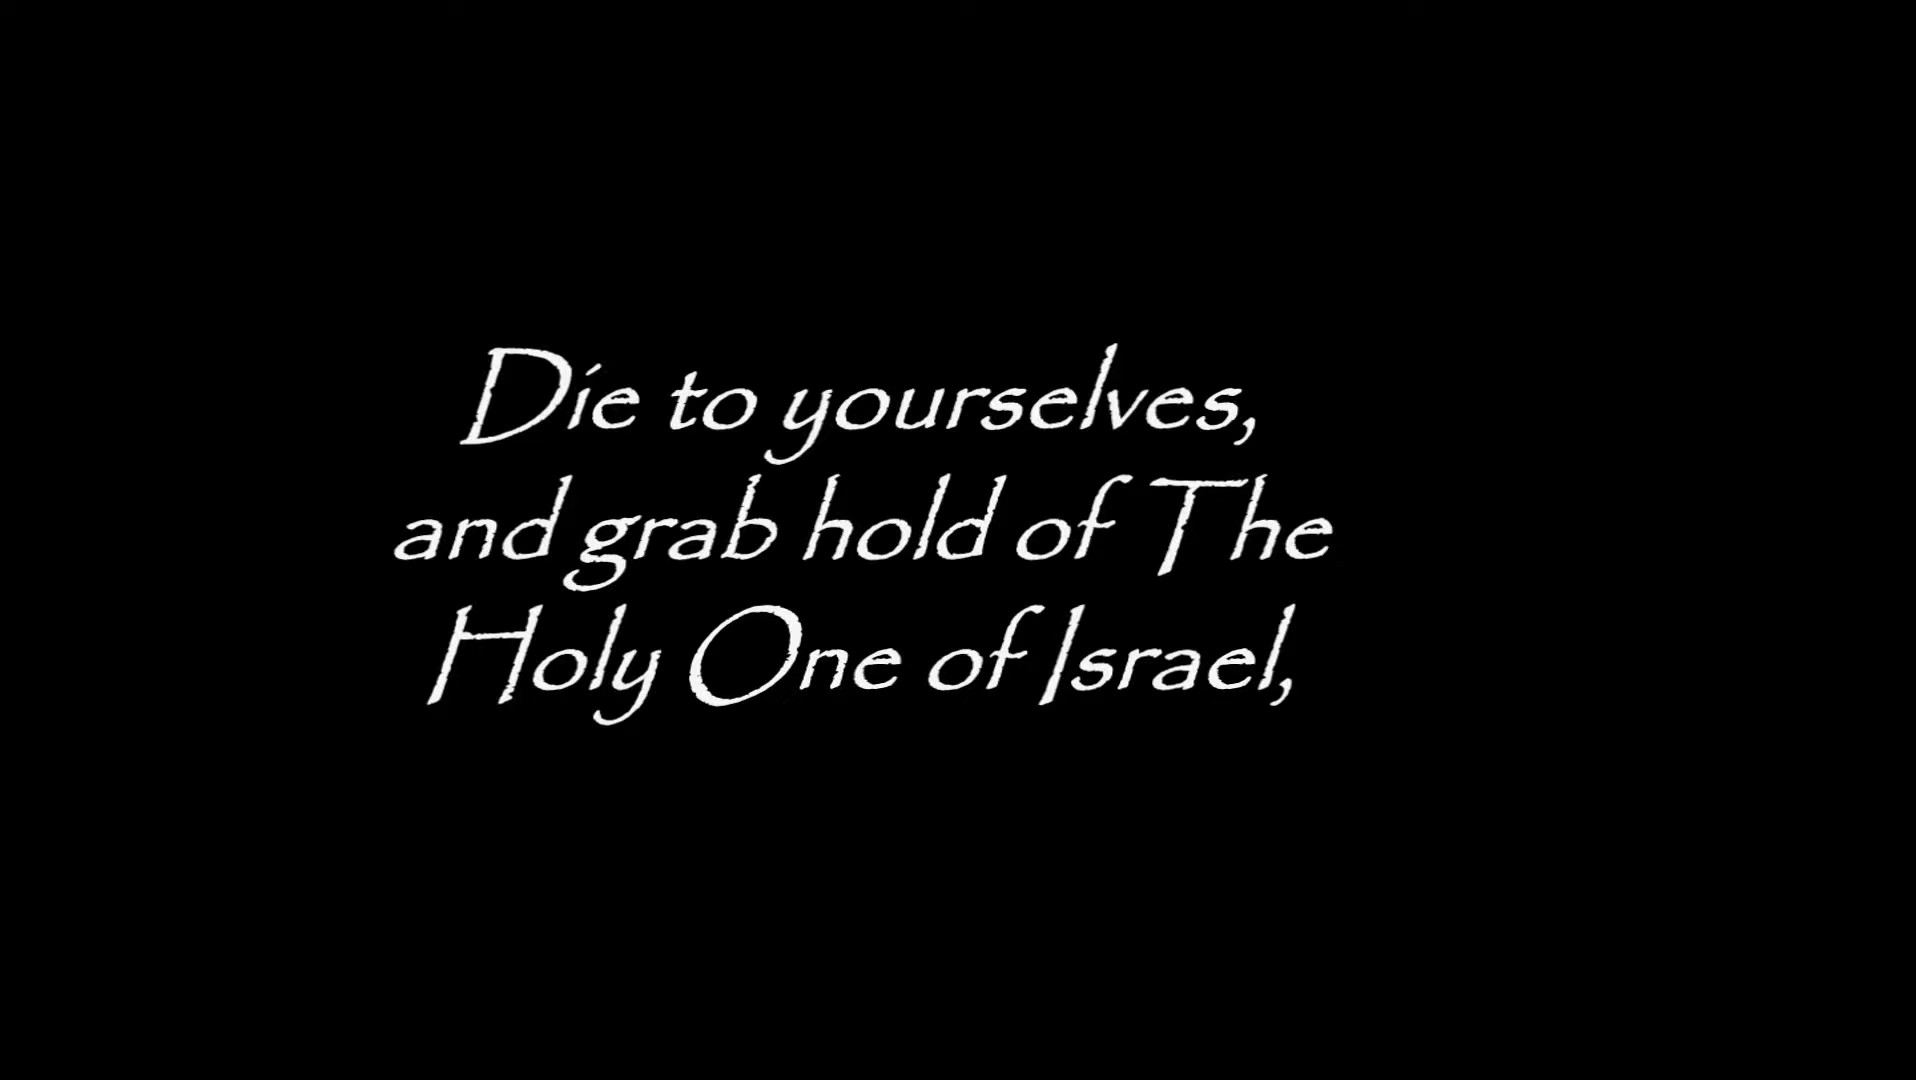 Die to yourselves,
and grab hold of The
Holy One of Israel,